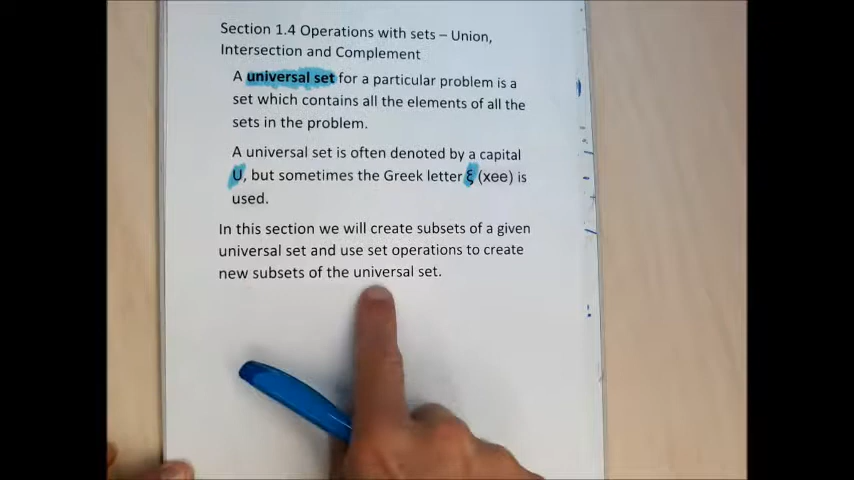 Section 1.4 Operations with sets – Union,
Intersection and Complement
A universal set for a particular problem is a
set which contains all the elements of all the
sets in the problem.
A universal set is often denoted by a capital
U, but sometimes the Greek letter ξ (xee) is
used.
In this section we will create subsets of a given
universal set and use set operations to create
new subsets of the universal set.